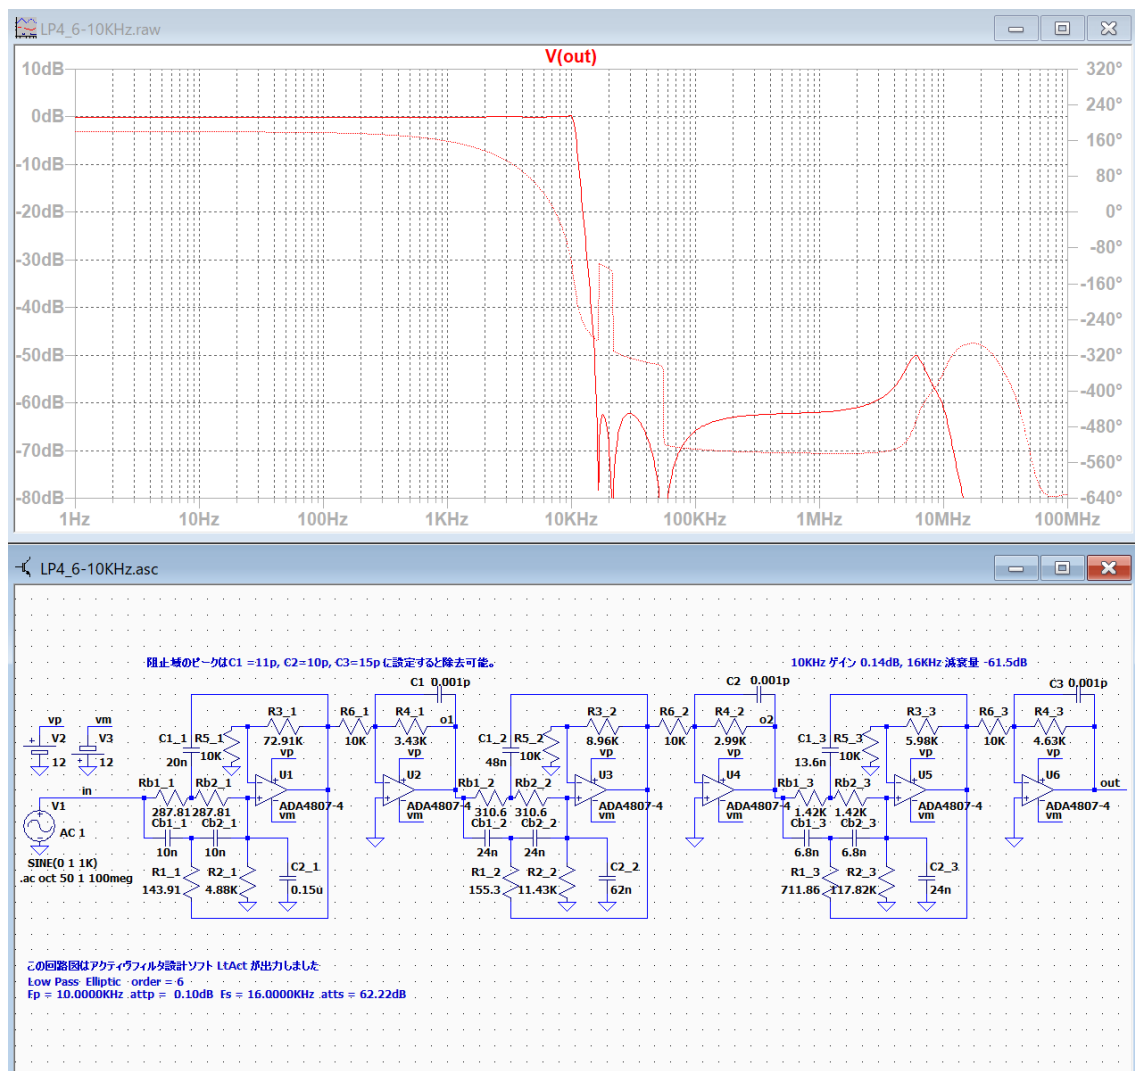 LP4_6-10KHz.raw
V(out)
10dB
0dB
-10dB
-20dB
-30dB
-40dB
-50dB
-60dB
-70dB
-80dB
320°
240°
160°
80°
0°
-80°
-160°
-240°
-320°
-400°
-480°
-560°
-640°
1Hz 10Hz 100Hz 1KHz 10KHz 100KHz 1MHz 10MHz 100MHz
LP4_6-10KHz.asc
阻止域のピークはC1 =11p, C2=10p, C3=15p に設定すると除去可能。
10KHz ゲイン 0.14dB, 16KHz 減衰量 -61.5dB
vp
V2
12
vm
V3
12
in
V1
AC 1
SINE(0 1 1K)
.ac oct 50 1 100meg
C1_1
20n
R5_1
10K
R3_1
72.91K
R6_1
10K
C1 0.001p
R4_1
3.43K
o1
Rb1_1
287.81
Rb2_1
287.81
Cb1_1
10n
Cb2_1
10n
vp
U1
ADA4807-4
vm
vp
U2
ADA4807-4
vm
R1_1
143.91
R2_1
4.88K
C2_1
0.15u
C1_2
48n
R5_2
10K
R3_2
8.96K
R6_2
10K
C2 0.001p
R4_2
2.99K
o2
Rb1_2
310.6
Rb2_2
310.6
Cb1_2
24n
Cb2_2
24n
vp
U3
ADA4807-4
vm
vp
U4
ADA4807-4
vm
R1_2
155.3
R2_2
11.43K
C2_2
62n
C1_3
13.6n
R5_3
10K
R3_3
5.98K
R6_3
10K
C3 0.001p
R4_3
4.63K
out
Rb1_3
1.42K
Rb2_3
1.42K
Cb1_3
6.8n
Cb2_3
6.8n
vp
U5
ADA4807-4
vm
vp
U6
ADA4807-4
vm
R1_3
711.86
R2_3
117.82K
C2_3
24n
この回路図はアクティヴフィルタ設計ソフト LtAct が出力しました
Low Pass Elliptic order = 6
Fp = 10.0000KHz attp = 0.10dB Fs = 16.0000KHz atts = 62.22dB